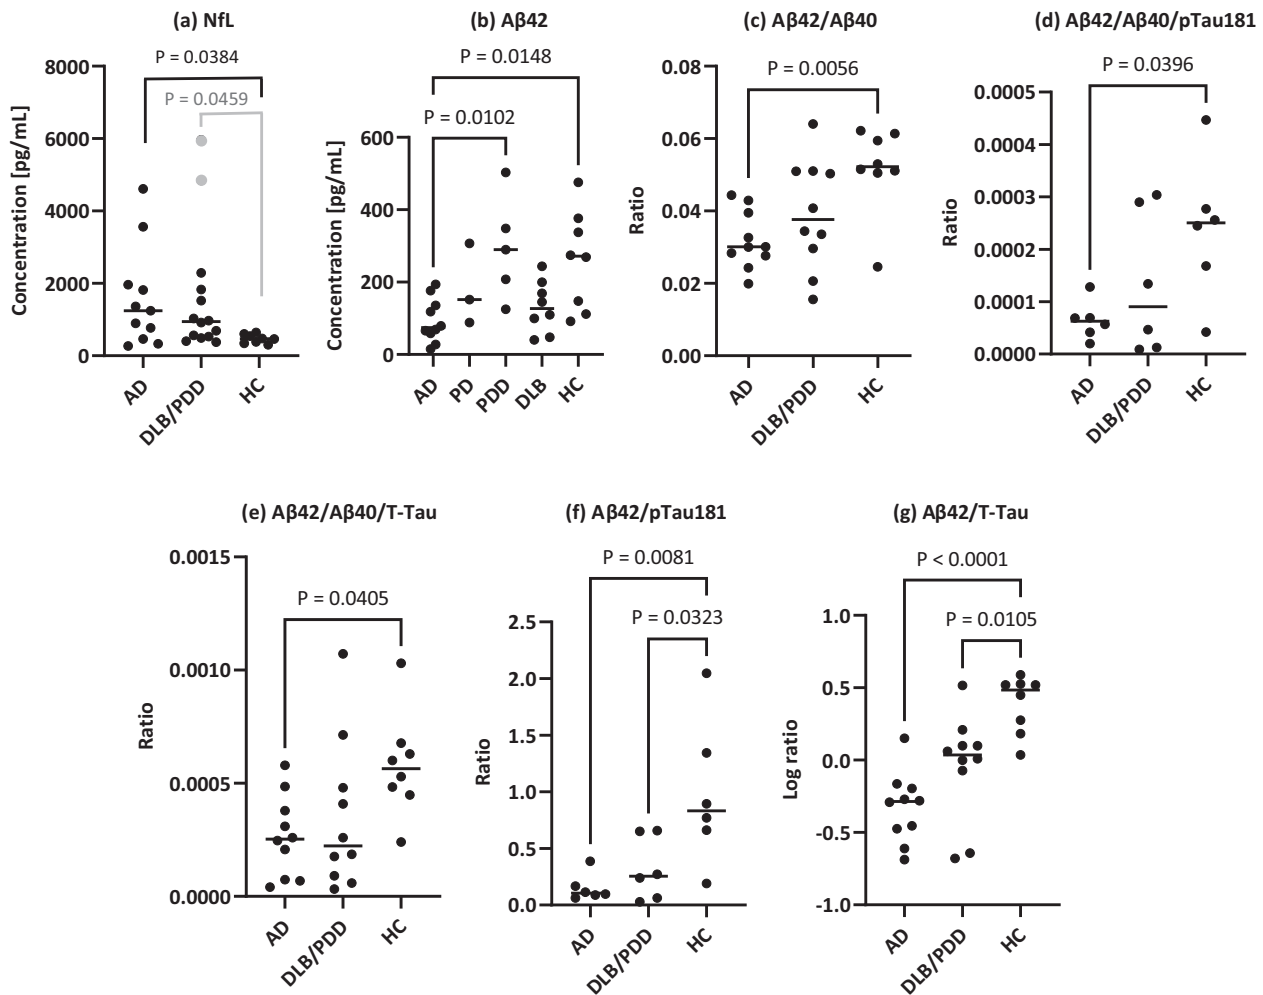 (a) NfL
P = 0.0384
P = 0.0459
8000
6000
4000
2000
0
Concentration [pg/mL]
AD
DLB/PDD
HC
(b) Aβ42
P = 0.0148
P = 0.0102
600
400
200
0
Concentration [pg/mL]
AD
PD
PDD
DLB
HC
(c) Aβ42/Aβ40
P = 0.0056
0.08
0.06
0.04
0.02
0.00
Ratio
AD
DLB/PDD
HC
(d) Aβ42/Aβ40/pTau181
P = 0.0396
0.0005
0.0004
0.0003
0.0002
0.0001
0.0000
Ratio
AD
DLB/PDD
HC
(e) Aβ42/Aβ40/T-Tau
P = 0.0405
0.0015
0.0010
0.0005
0.0000
Ratio
AD
DLB/PDD
HC
(f) Aβ42/pTau181
P = 0.0081
P = 0.0323
2.5
2.0
1.5
1.0
0.5
0.0
Ratio
AD
DLB/PDD
HC
(g) Aβ42/T-Tau
P < 0.0001
P = 0.0105
1.0
0.5
0.0
-0.5
-1.0
Log ratio
AD
DLB/PDD
HC